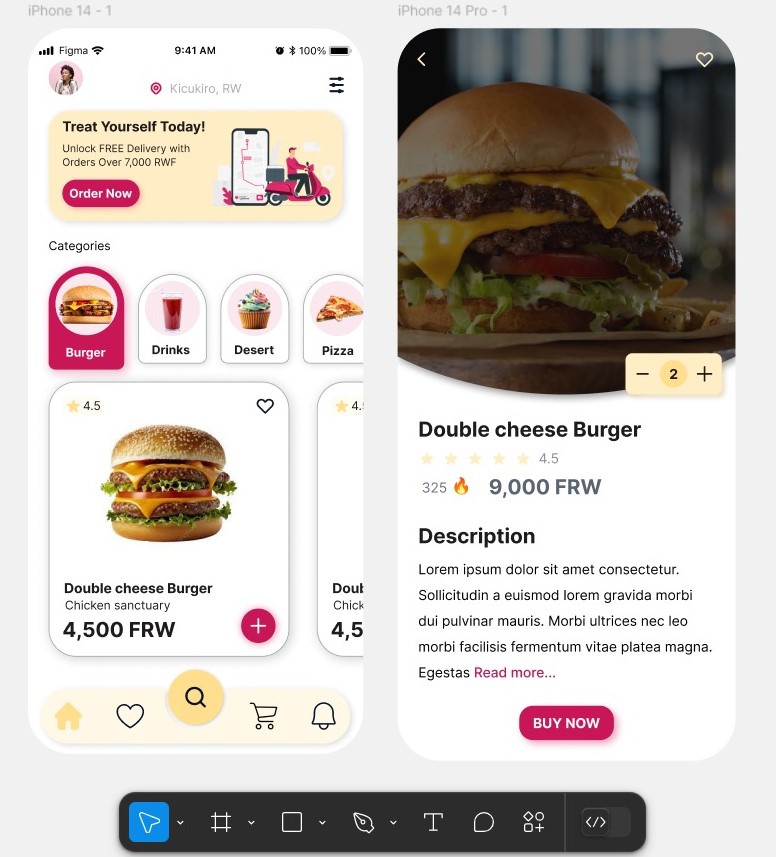 iPhone 14 - 1
iPhone 14 Pro - 1
Figma
9:41 AM
100%
Kicukiro, RW
Treat Yourself Today!
Unlock FREE Delivery with
Orders Over 7,000 RWF
Order Now
Categories
Burger
Drinks
Desert
Pizza
4.5
4.
Double cheese Burger
Chicken sanctuary
4,500 FRW
Doub
Chick
4,5
2
Double cheese Burger
4.5
325
9,000 FRW
Description
Lorem ipsum dolor sit amet consectetur.
Sollicitudin a euismod lorem gravida morbi
dui pulvinar mauris. Morbi ultrices nec leo
morbi facilisis fermentum vitae platea magna.
Egestas Read more...
BUY NOW